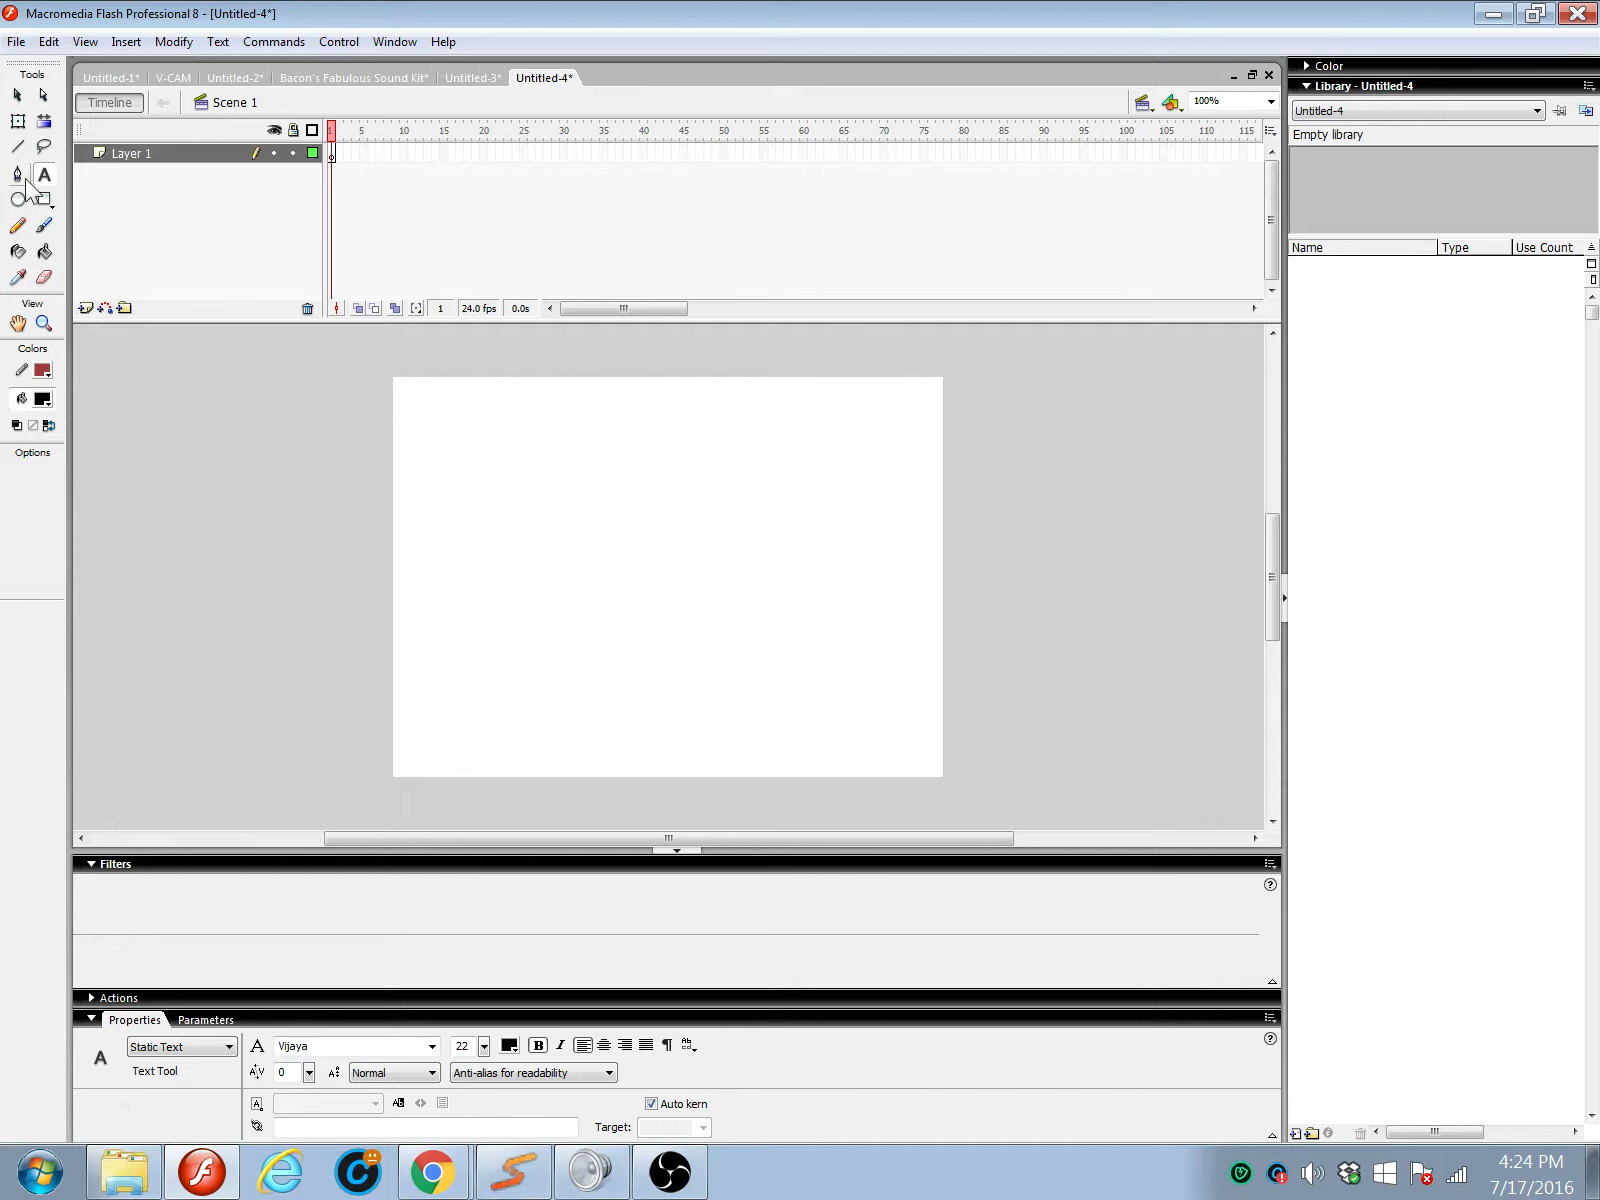 Macromedia Flash Professional 8 - [Untitled-4*]
File Edit View Insert Modify Text Commands Control Window Help
Tools
Untitled-1* V-CAM Untitled-2* Bacon's Fabulous Sound Kit* Untitled-3* Untitled-4*
Timeline Scene 1 100%
1 5 10 15 20 25 30 35 40 45 50 55 60 65 70 75 80 85 90 95 100 105 110 115
Layer 1
1 24.0 fps 0.0s
View
Colors
Options
Color
Library - Untitled-4
Untitled-4
Empty library
Name Type Use Count
Filters
Actions
Properties Parameters
Static Text A Vijaya 22 B I
A Text Tool A/V 0 Normal Anti-alias for readability
Auto kern
Target:
4:24 PM
7/17/2016